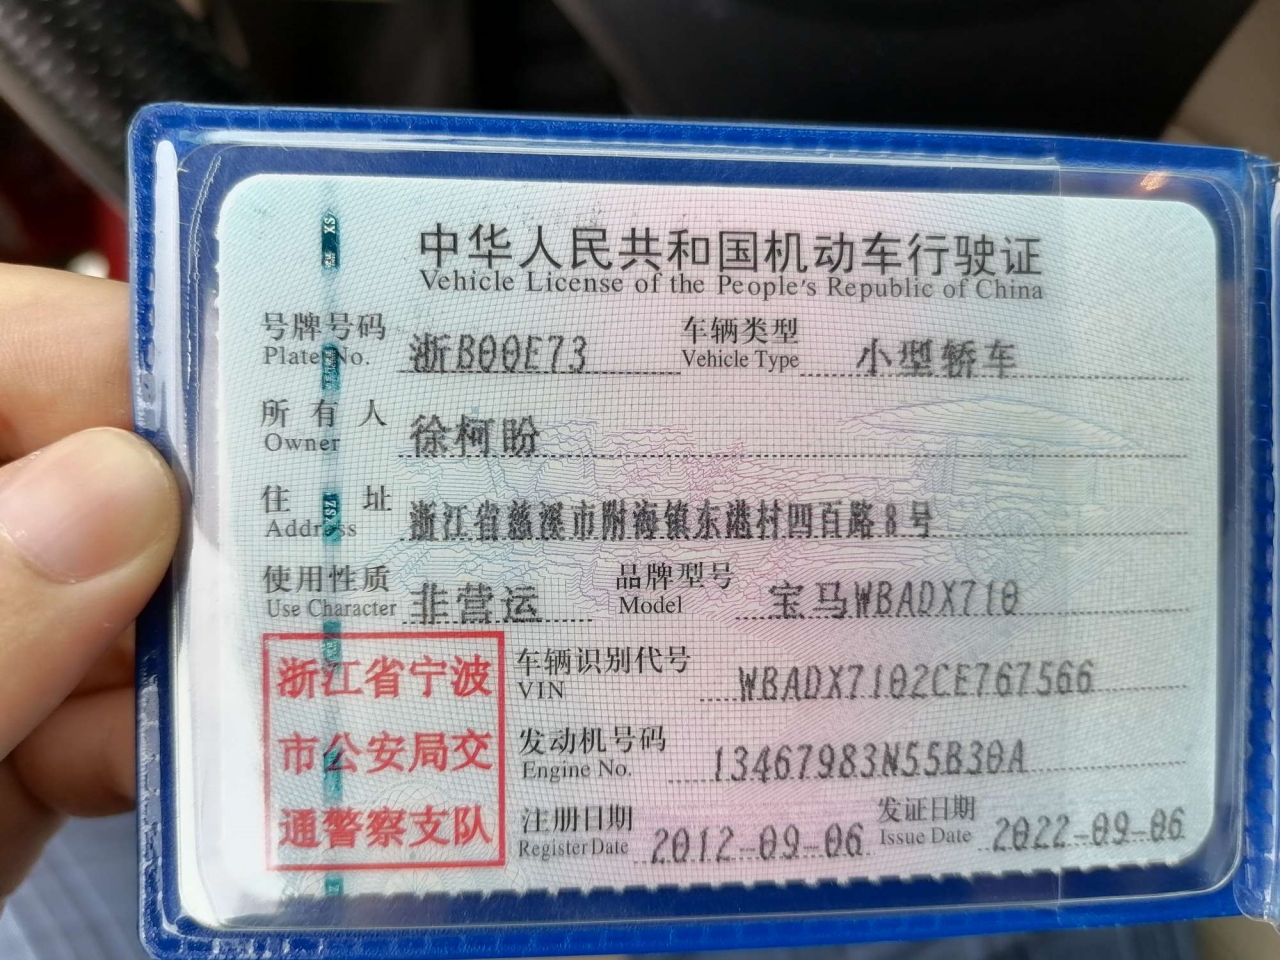 中华人民共和国机动车行驶证
Vehicle License of the People's Republic of China
号牌号码 浙B00E73 车辆类型 小型轿车
Plate No. Vehicle Type
所有人 徐柯盼
Owner
住址 浙江省慈溪市附海镇东港村四百路8号
Address
使用性质 非营运 品牌型号 宝马WBADX710
Use Character Model
浙江省宁波
市公安局交
通警察支队
车辆识别代号 WBADX7102CE767566
VIN
发动机号码 13467983N55B30A
Engine No.
注册日期 2012-09-06 发证日期 2022-09-06
Register Date Issue Date